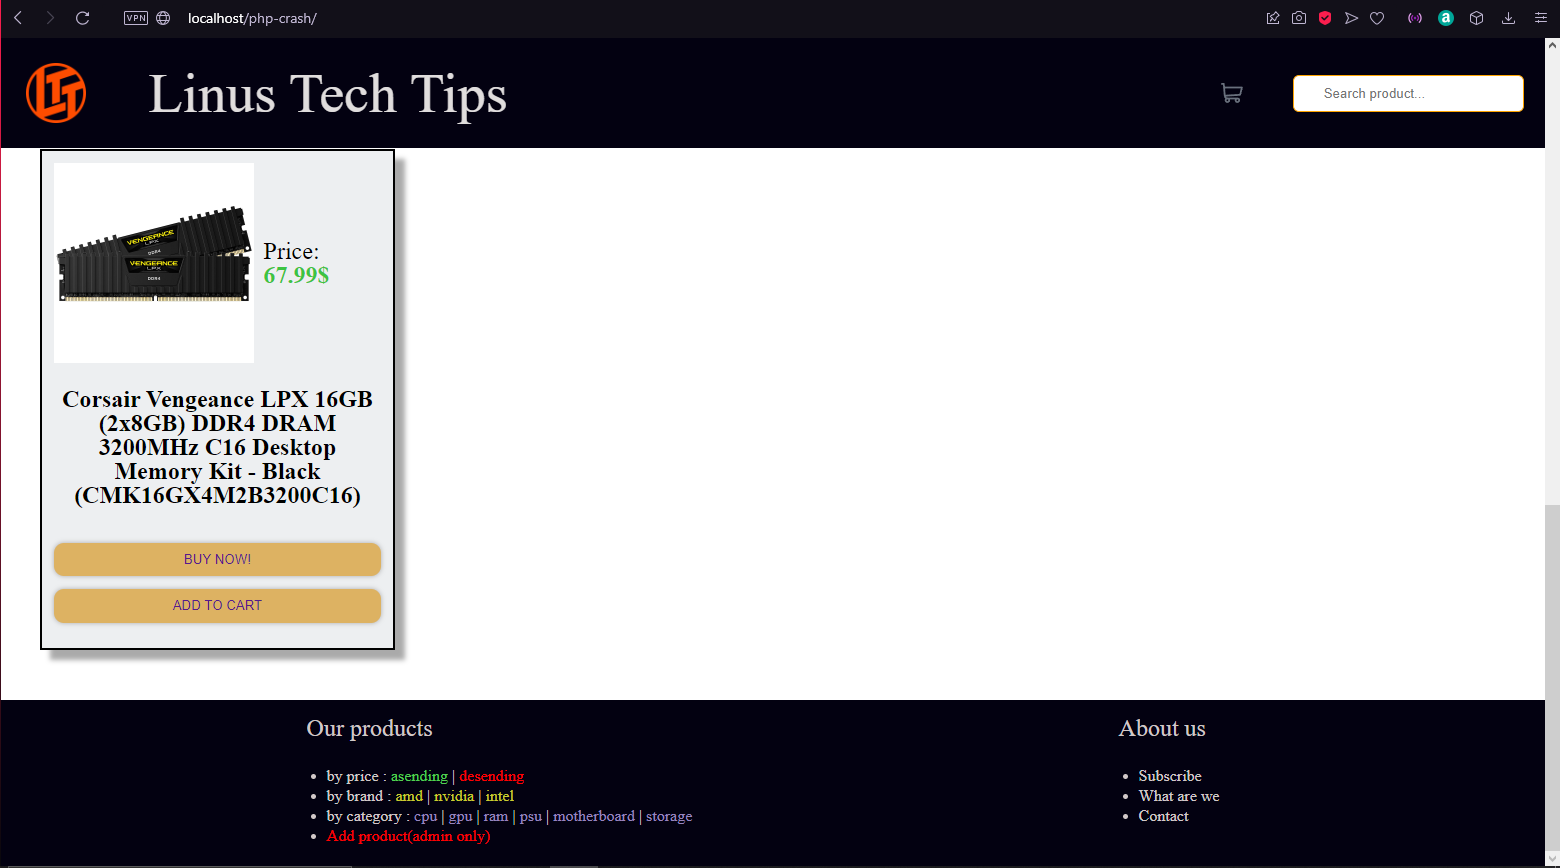 VPN localhost/php-crash/
LTT Linus Tech Tips Search product...
VENGEANCE
LPX
DDR4
VENGEANCE
LPX
DDR4
Price:
67.99$
Corsair Vengeance LPX 16GB
(2x8GB) DDR4 DRAM
3200MHz C16 Desktop
Memory Kit - Black
(CMK16GX4M2B3200C16)
BUY NOW!
ADD TO CART
Our products
by price : asending | desending
by brand : amd | nvidia | intel
by category : cpu | gpu | ram | psu | motherboard | storage
Add product(admin only)
About us
Subscribe
What are we
Contact